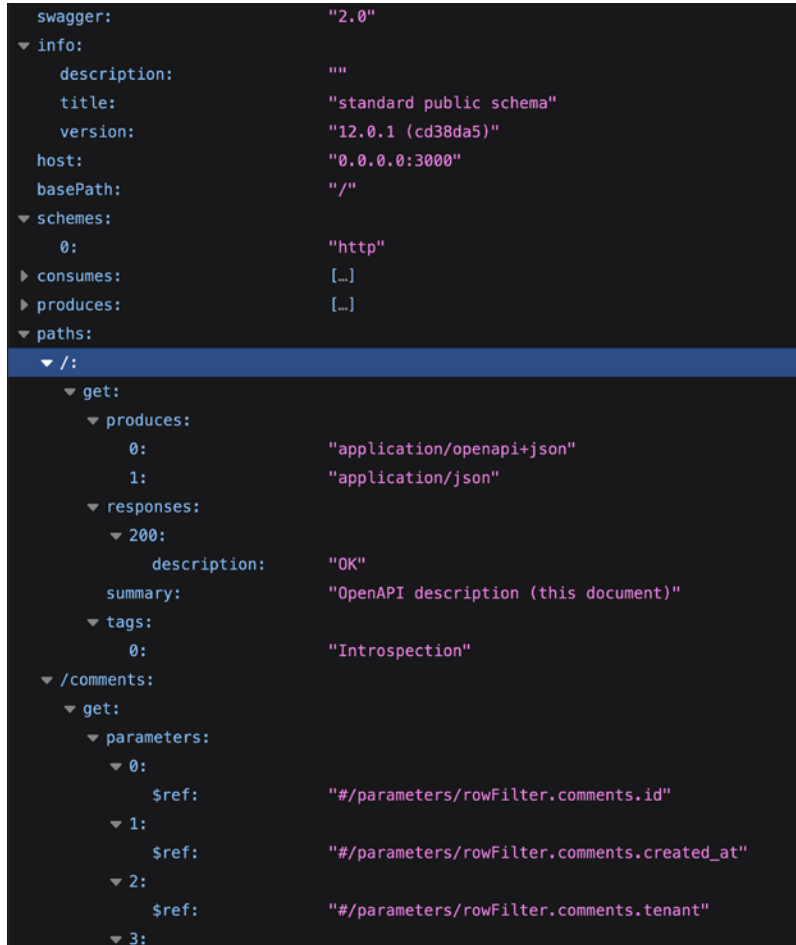 swagger: "2.0"
info:
description: ""
title: "standard public schema"
version: "12.0.1 (cd38da5)"
host: "0.0.0.0:3000"
basePath: "/"
schemes:
0: "http"
consumes: […]
produces: […]
paths:
/:
get:
produces:
0: "application/openapi+json"
1: "application/json"
responses:
200:
description: "OK"
summary: "OpenAPI description (this document)"
tags:
0: "Introspection"
/comments:
get:
parameters:
0:
$ref: "#/parameters/rowFilter.comments.id"
1:
$ref: "#/parameters/rowFilter.comments.created_at"
2:
$ref: "#/parameters/rowFilter.comments.tenant"
3: